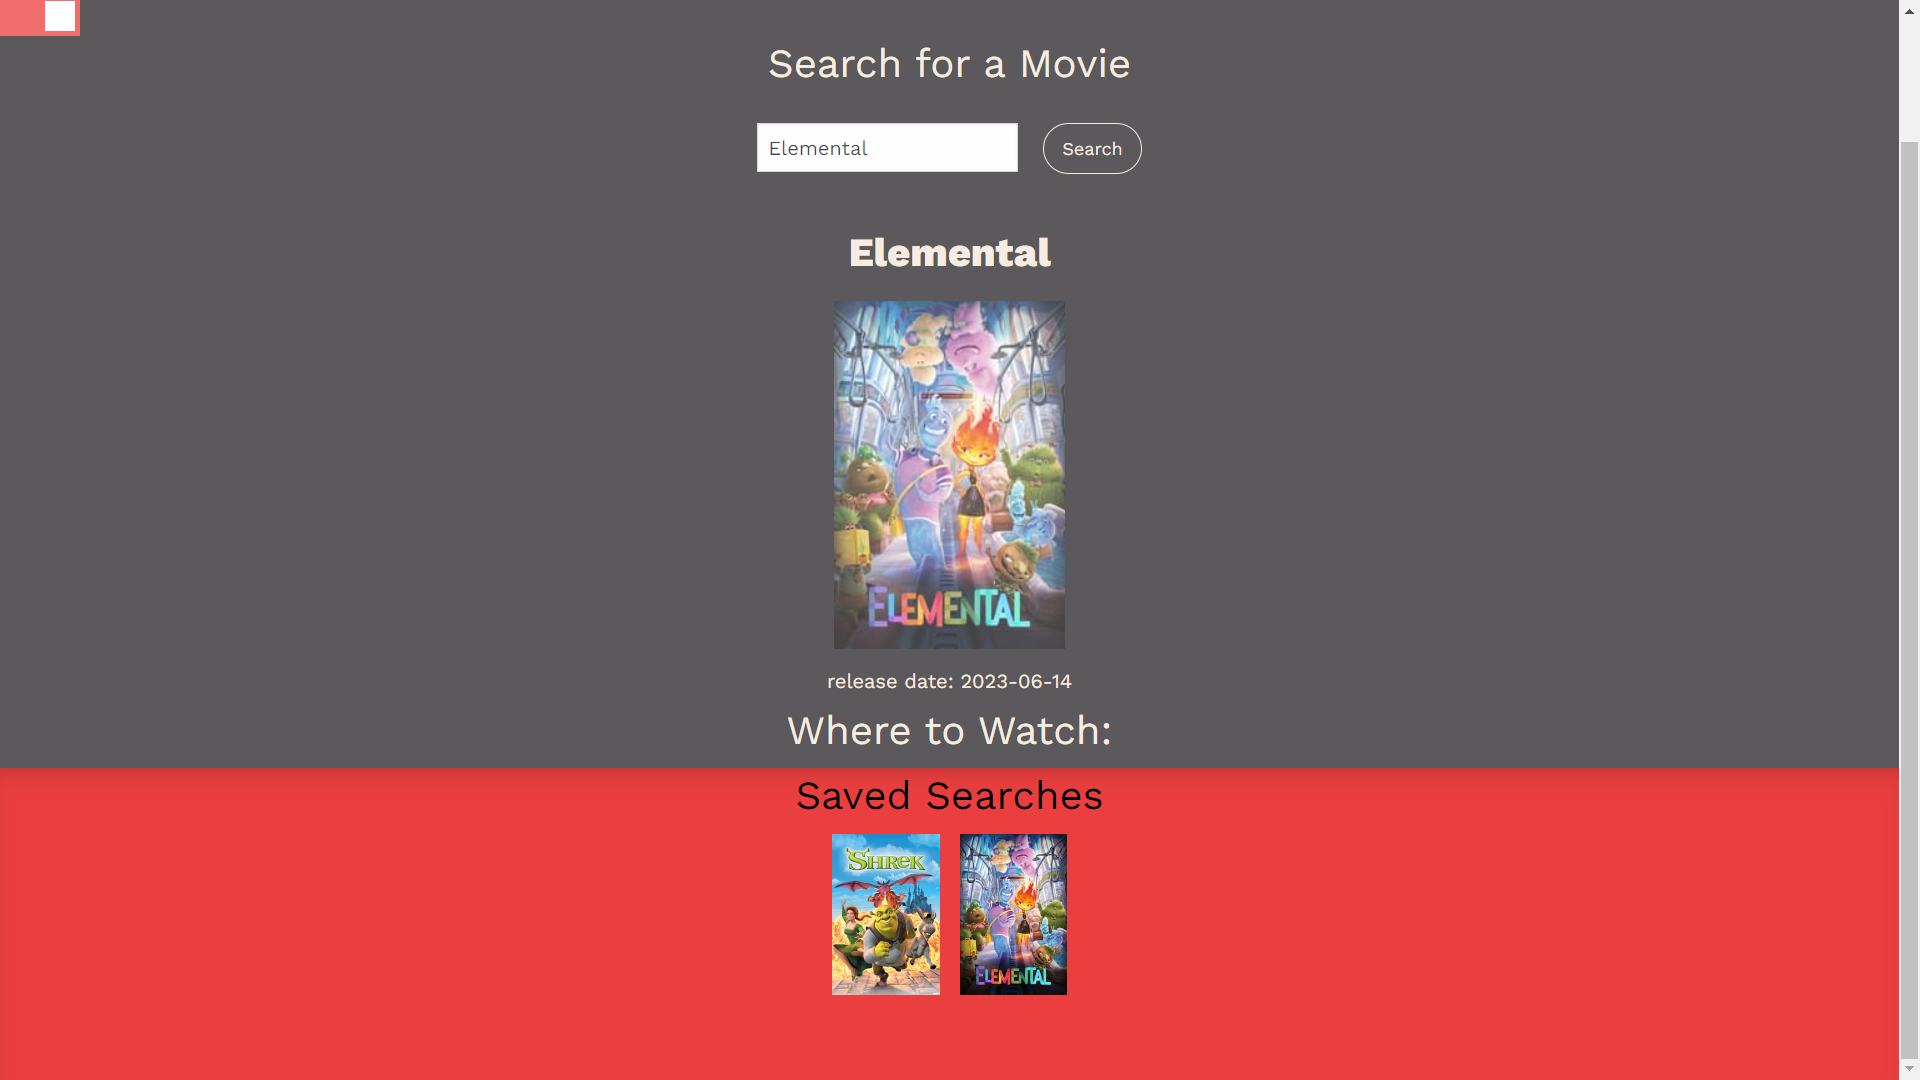 Search for a Movie
Elemental
Search
Elemental
ELEMENTAL
release date: 2023-06-14
Where to Watch:
Saved Searches
SHREK
ELEMENTAL